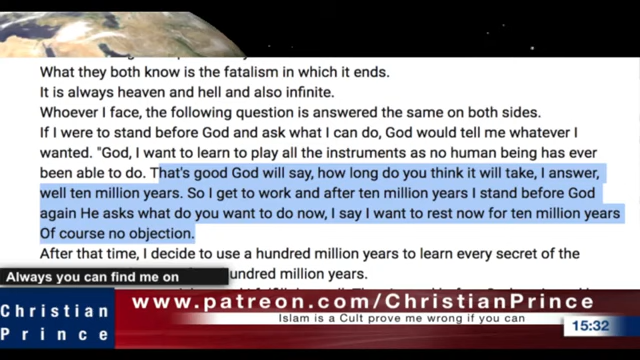 What they both know is the fatalism in which it ends.
It is always heaven and hell and also infinite.
Whoever I face, the following question is answered the same on both sides.
If I were to stand before God and ask what I can do, God would tell me whatever I
wanted. "God, I want to learn to play all the instruments as no human being has ever
been able to do. That's good God will say, how long do you think it will take, I answer,
well ten million years. So I get to work and after ten million years I stand before God
again He asks what do you want to do now, I say I want to rest now for ten million years
Of course no objection.
After that time, I decide to use a hundred million years to learn every secret of the
hundred million years.
Always you can find me on
Christian
Prince
www.patreon.com/ChristianPrince
Islam is a Cult prove me wrong if you can
15:32